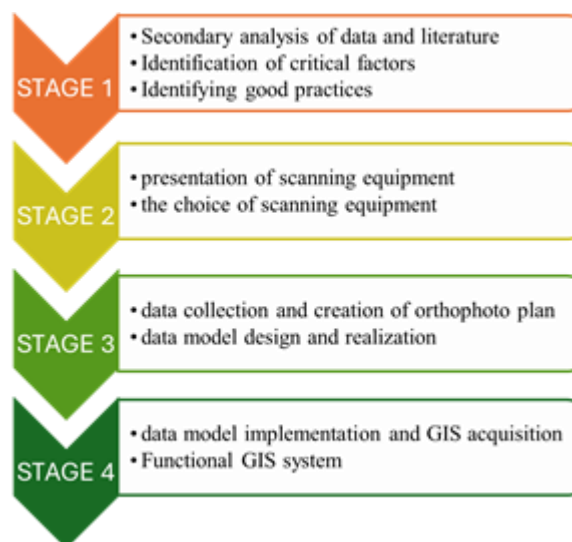 STAGE 1
• Secondary analysis of data and literature
• Identification of critical factors
• Identifying good practices
STAGE 2
• presentation of scanning equipment
• the choice of scanning equipment
STAGE 3
• data collection and creation of orthophoto plan
• data model design and realization
STAGE 4
• data model implementation and GIS acquisition
• Functional GIS system